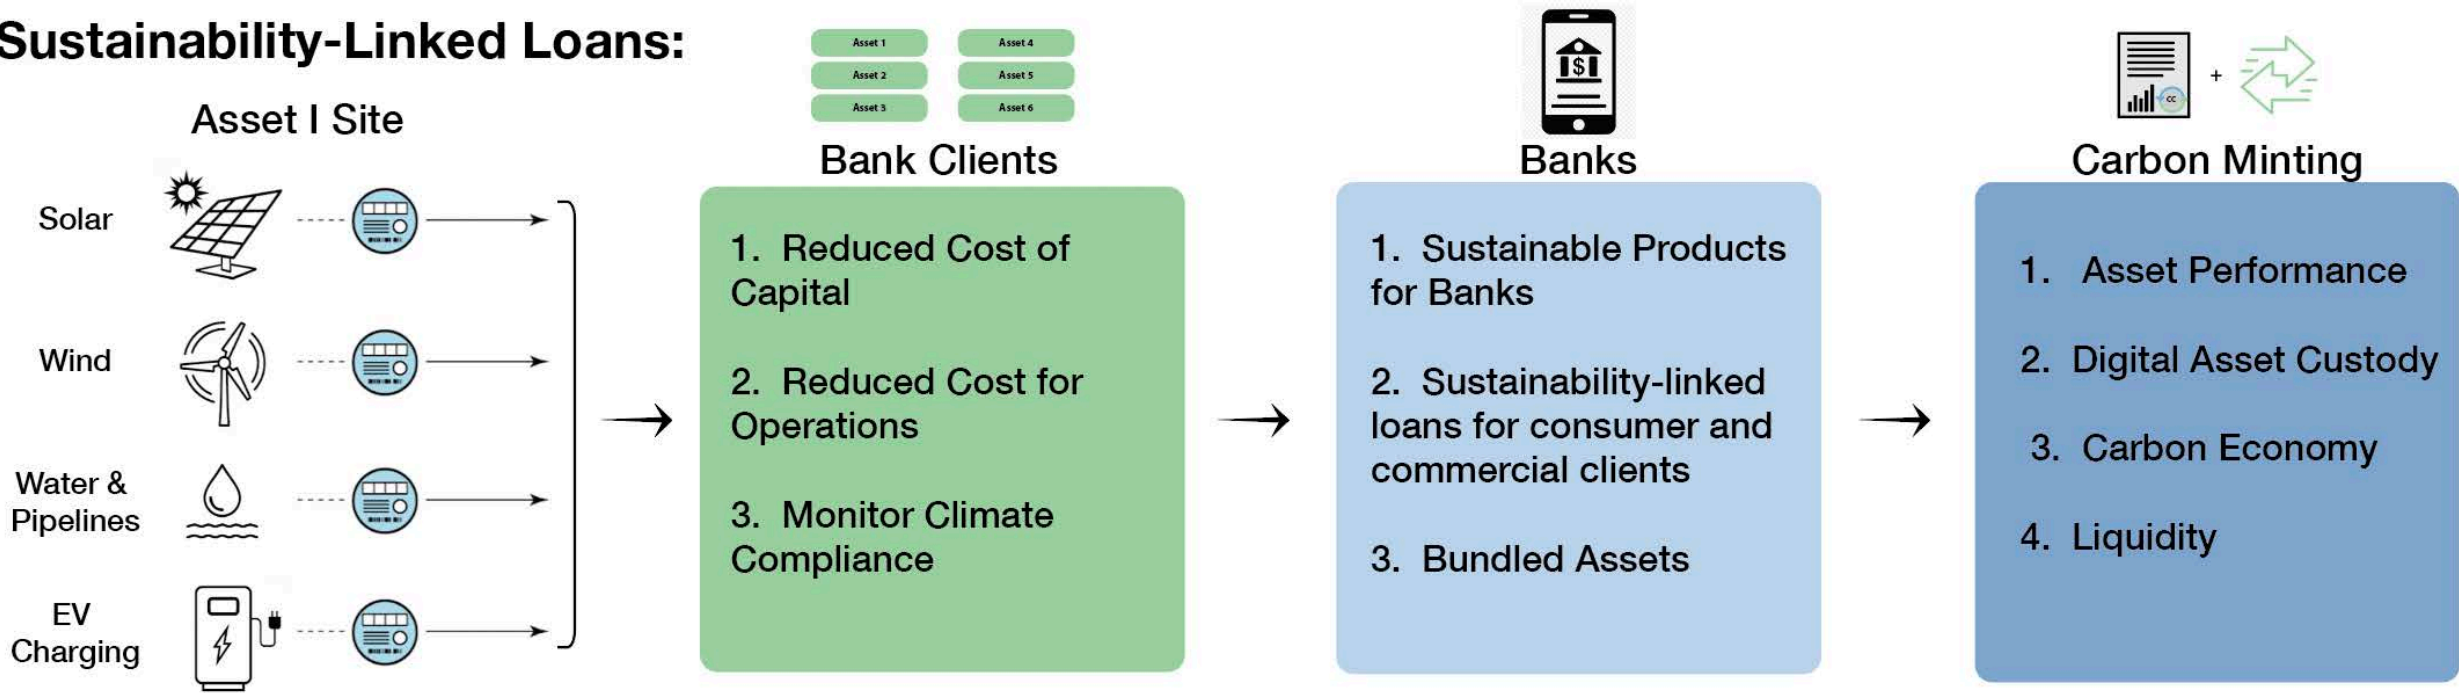 Sustainability-Linked Loans:
Asset I Site
Solar
Wind
Water &
Pipelines
EV
Charging
Asset 1
Asset 4
Asset 2
Asset 5
Asset 3
Asset 6
Bank Clients
1. Reduced Cost of
Capital
2. Reduced Cost for
Operations
3. Monitor Climate
Compliance
$
Banks
1. Sustainable Products
for Banks
2. Sustainability-linked
loans for consumer and
commercial clients
3. Bundled Assets
CC
+
Carbon Minting
1. Asset Performance
2. Digital Asset Custody
3. Carbon Economy
4. Liquidity